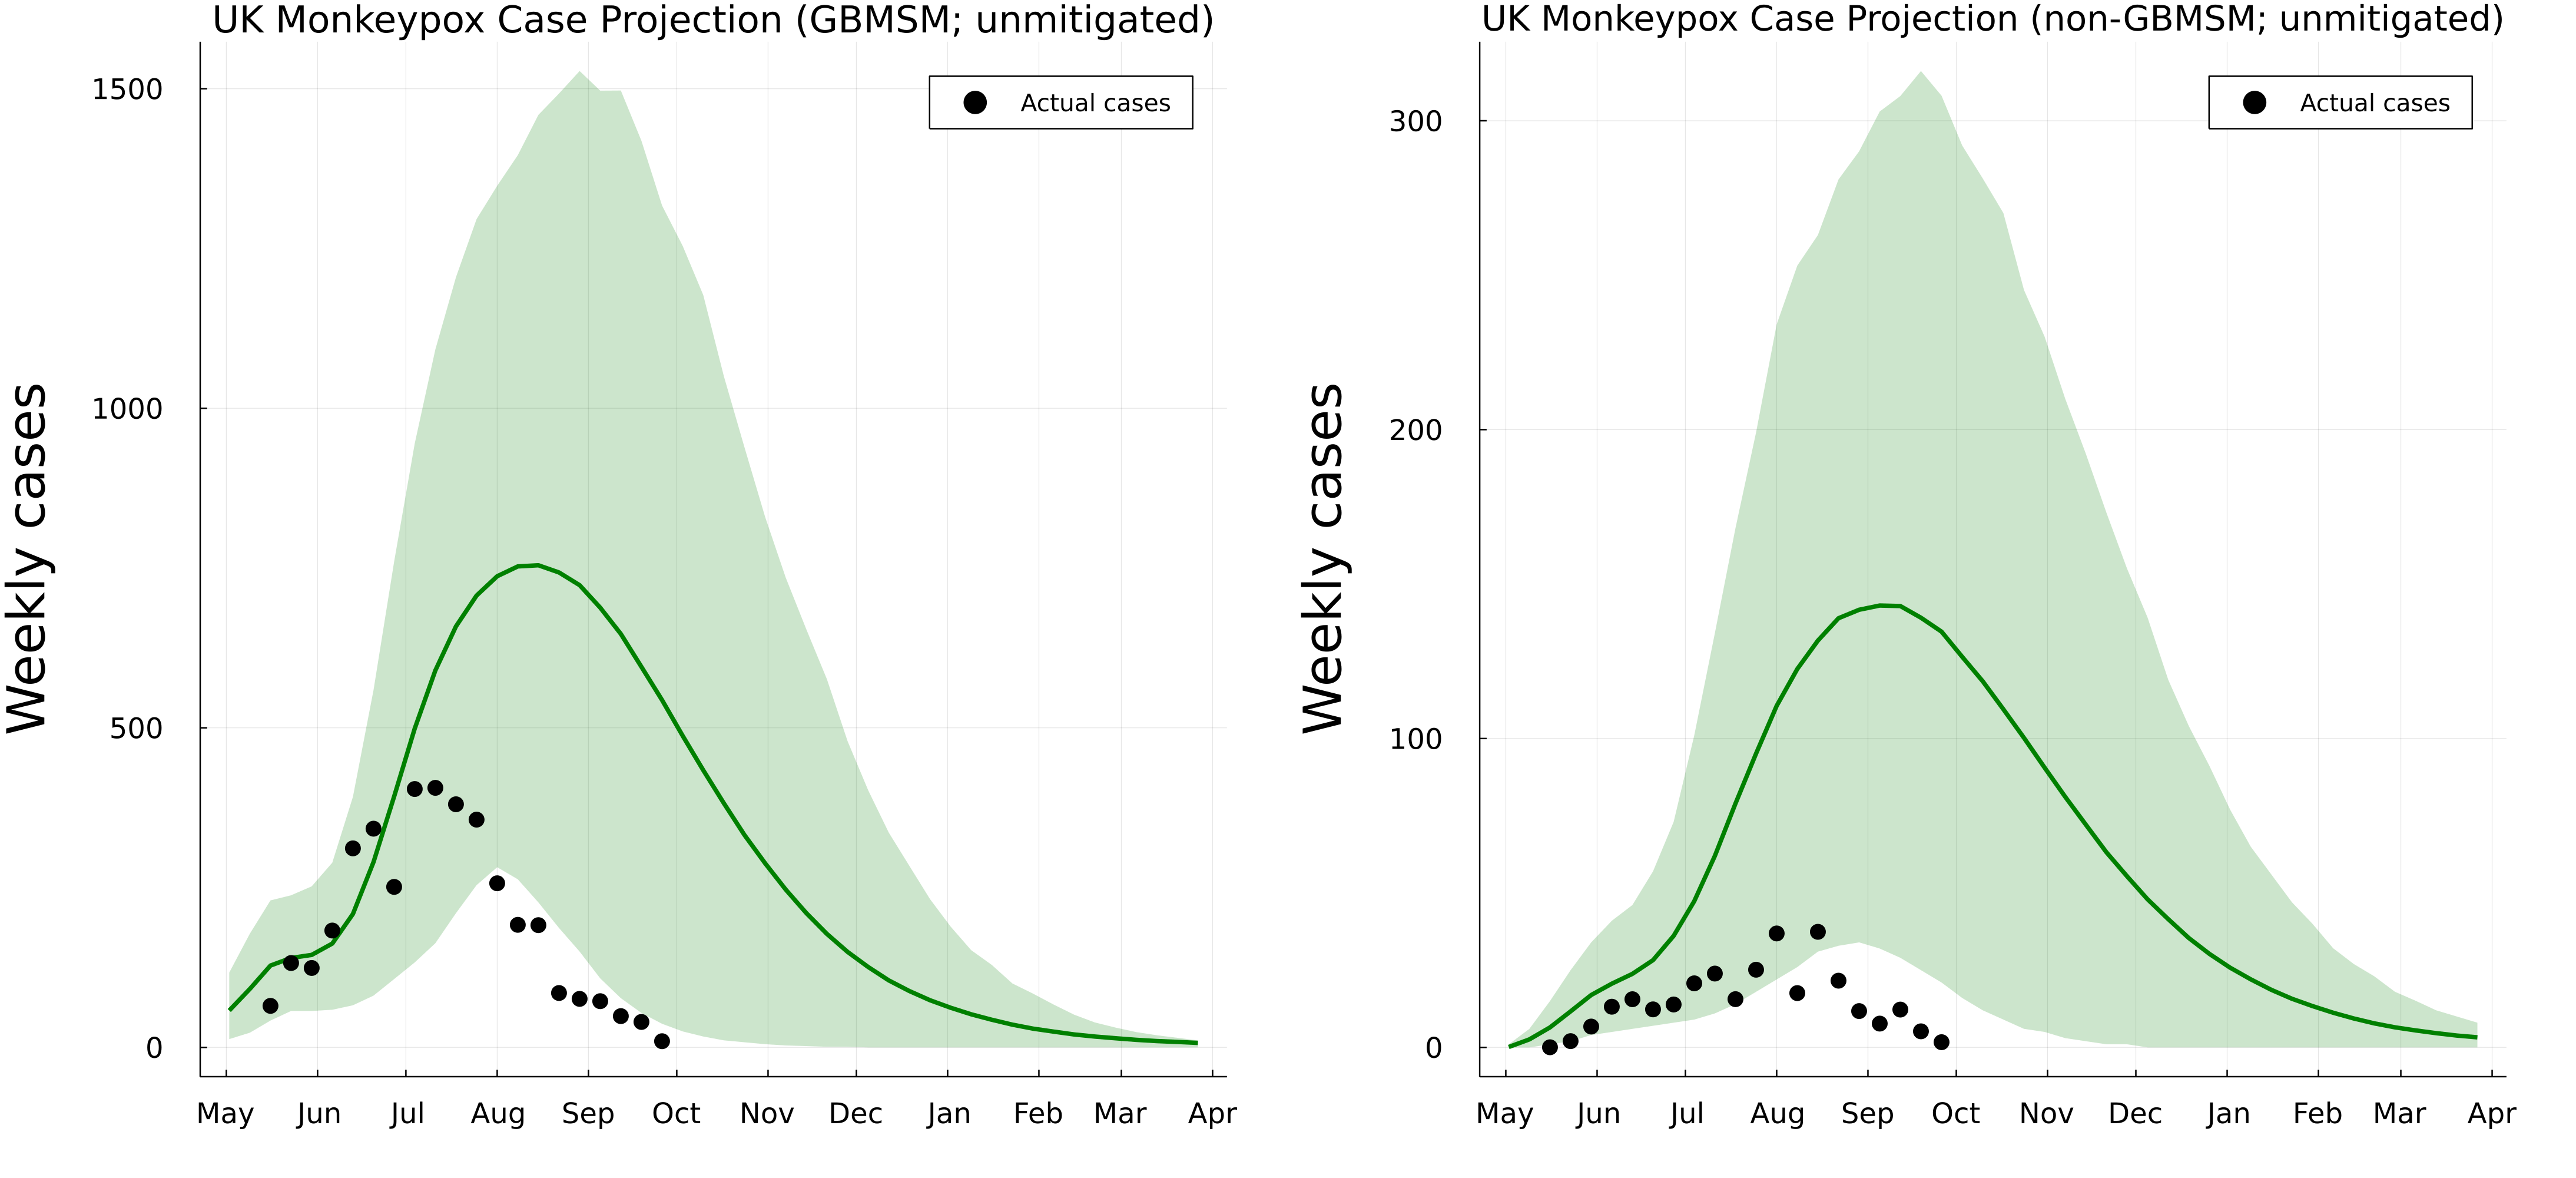 UK Monkeypox Case Projection (GBMSM; unmitigated)
Actual cases
Weekly cases
1500
1000
500
0
May Jun Jul Aug Sep Oct Nov Dec Jan Feb Mar Apr
UK Monkeypox Case Projection (non-GBMSM; unmitigated)
Actual cases
Weekly cases
300
200
100
0
May Jun Jul Aug Sep Oct Nov Dec Jan Feb Mar Apr